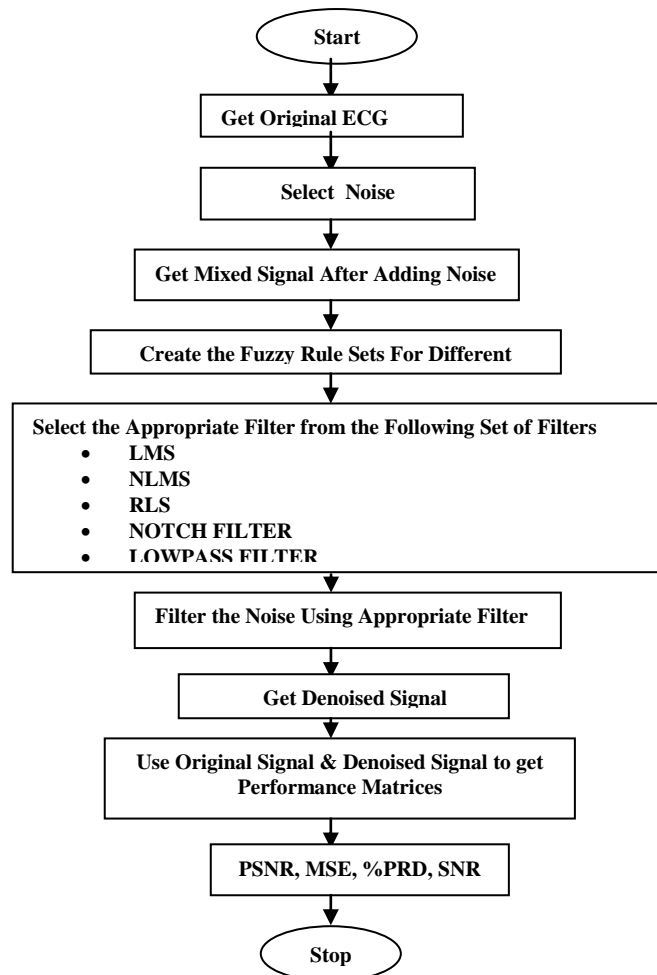 Start
Get Original ECG
Select Noise
Get Mixed Signal After Adding Noise
Create the Fuzzy Rule Sets For Different
Select the Appropriate Filter from the Following Set of Filters
• LMS
• NLMS
• RLS
• NOTCH FILTER
• LOWPASS FILTER
Filter the Noise Using Appropriate Filter
Get Denoised Signal
Use Original Signal & Denoised Signal to get
Performance Matrices
PSNR, MSE, %PRD, SNR
Stop